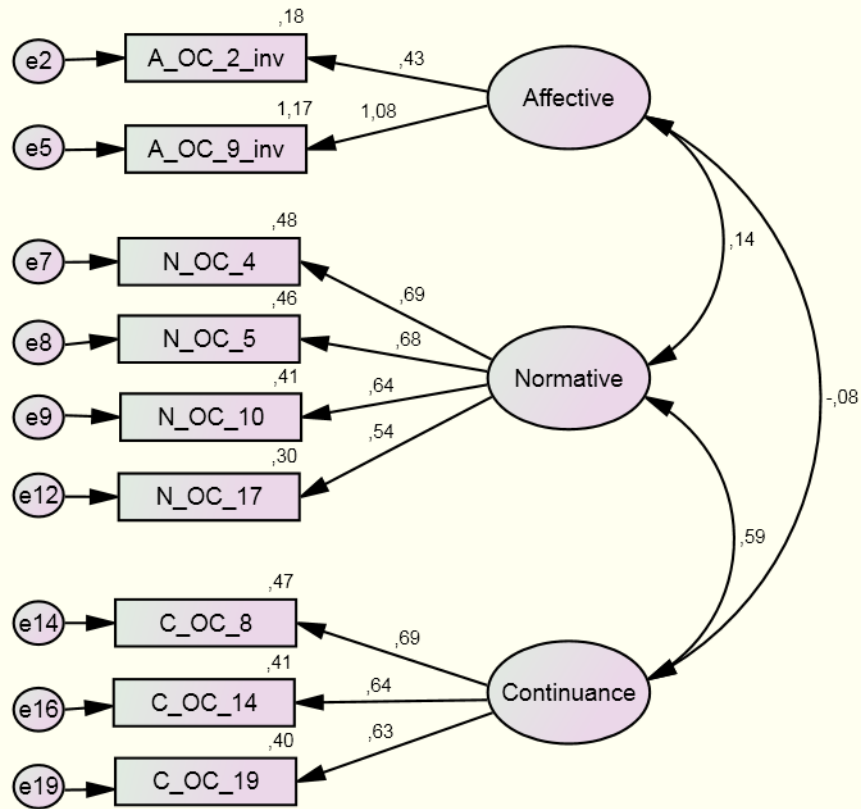 ,18
e2
A_OC_2_inv
,43
Affective
1,17
1,08
e5
A_OC_9_inv
,48
e7
N_OC_4
,69
,14
,46
e8
N_OC_5
,68
Normative
,41
e9
N_OC_10
,64
-,08
,30
,54
e12
N_OC_17
,59
,47
e14
C_OC_8
,69
,41
e16
C_OC_14
,64
Continuance
,40
,63
e19
C_OC_19